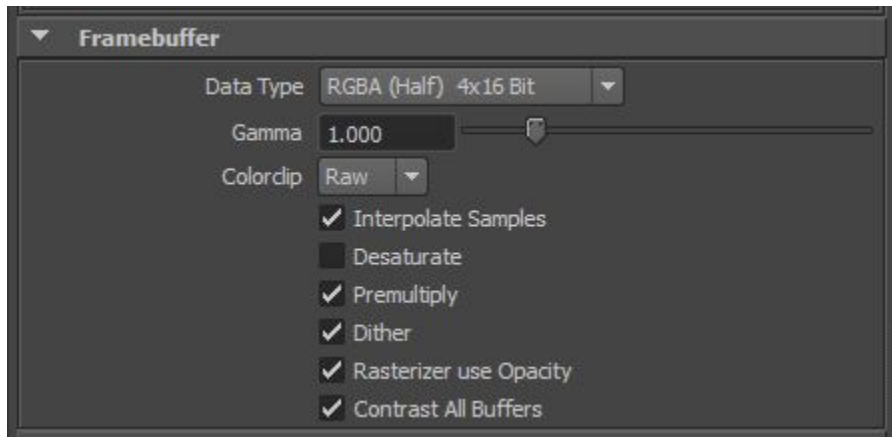 Framebuffer
Data Type RGBA (Half) 4x16 Bit
Gamma 1.000
Colorclip Raw
Interpolate Samples
Desaturate
Premultiply
Dither
Rasterizer use Opacity
Contrast All Buffers